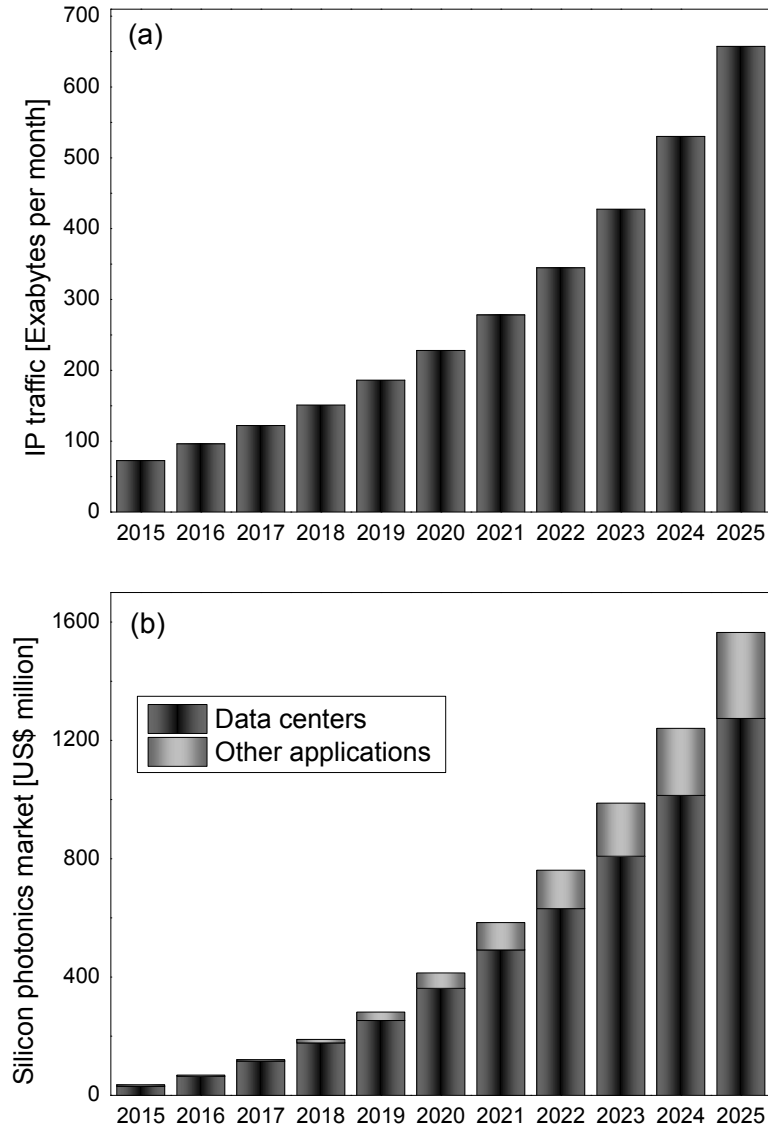 (a)
IP traffic [Exabytes per month]
700
600
500
400
300
200
100
0
2015 2016 2017 2018 2019 2020 2021 2022 2023 2024 2025
(b)
Silicon photonics market [US$ million]
1600
1200
800
400
0
Data centers
Other applications
2015 2016 2017 2018 2019 2020 2021 2022 2023 2024 2025